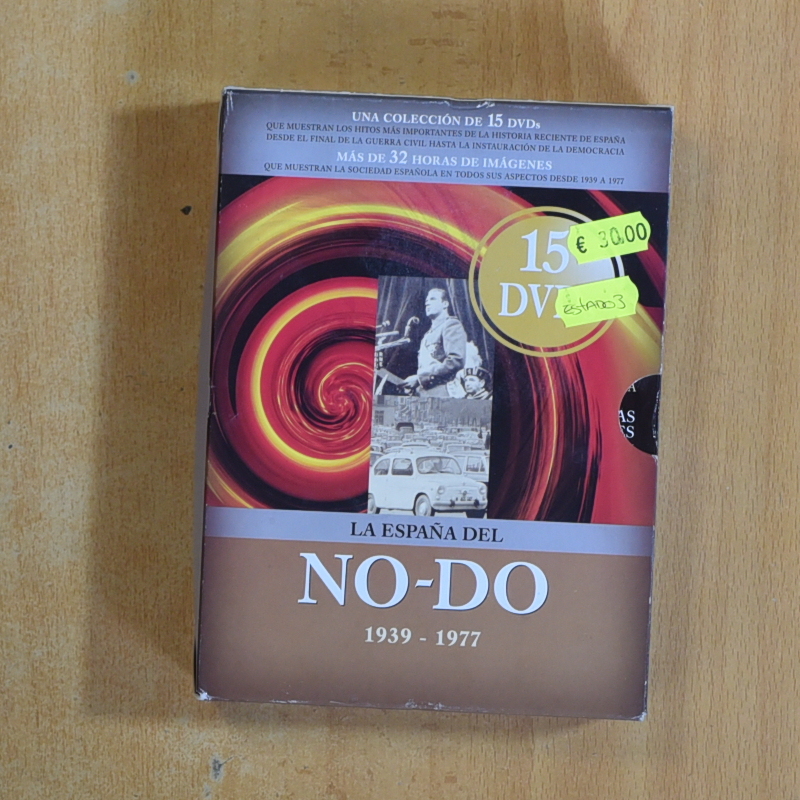 UNA COLECCIÓN DE 15 DVDs
QUE MUESTRAN LOS HITOS MÁS IMPORTANTES DE LA HISTORIA RECIENTE DE ESPAÑA
DESDE EL FINAL DE LA GUERRA CIVIL HASTA LA INSTAURACIÓN DE LA DEMOCRACIA
MÁS DE 32 HORAS DE IMÁGENES
QUE MUESTRAN LA SOCIEDAD ESPAÑOLA EN TODOS SUS ASPECTOS DESDE 1939 A 1977
15
€ 30.00
DV
ESTADO 3
A
AS
ES
LA ESPAÑA DEL
NO-DO
1939 - 1977